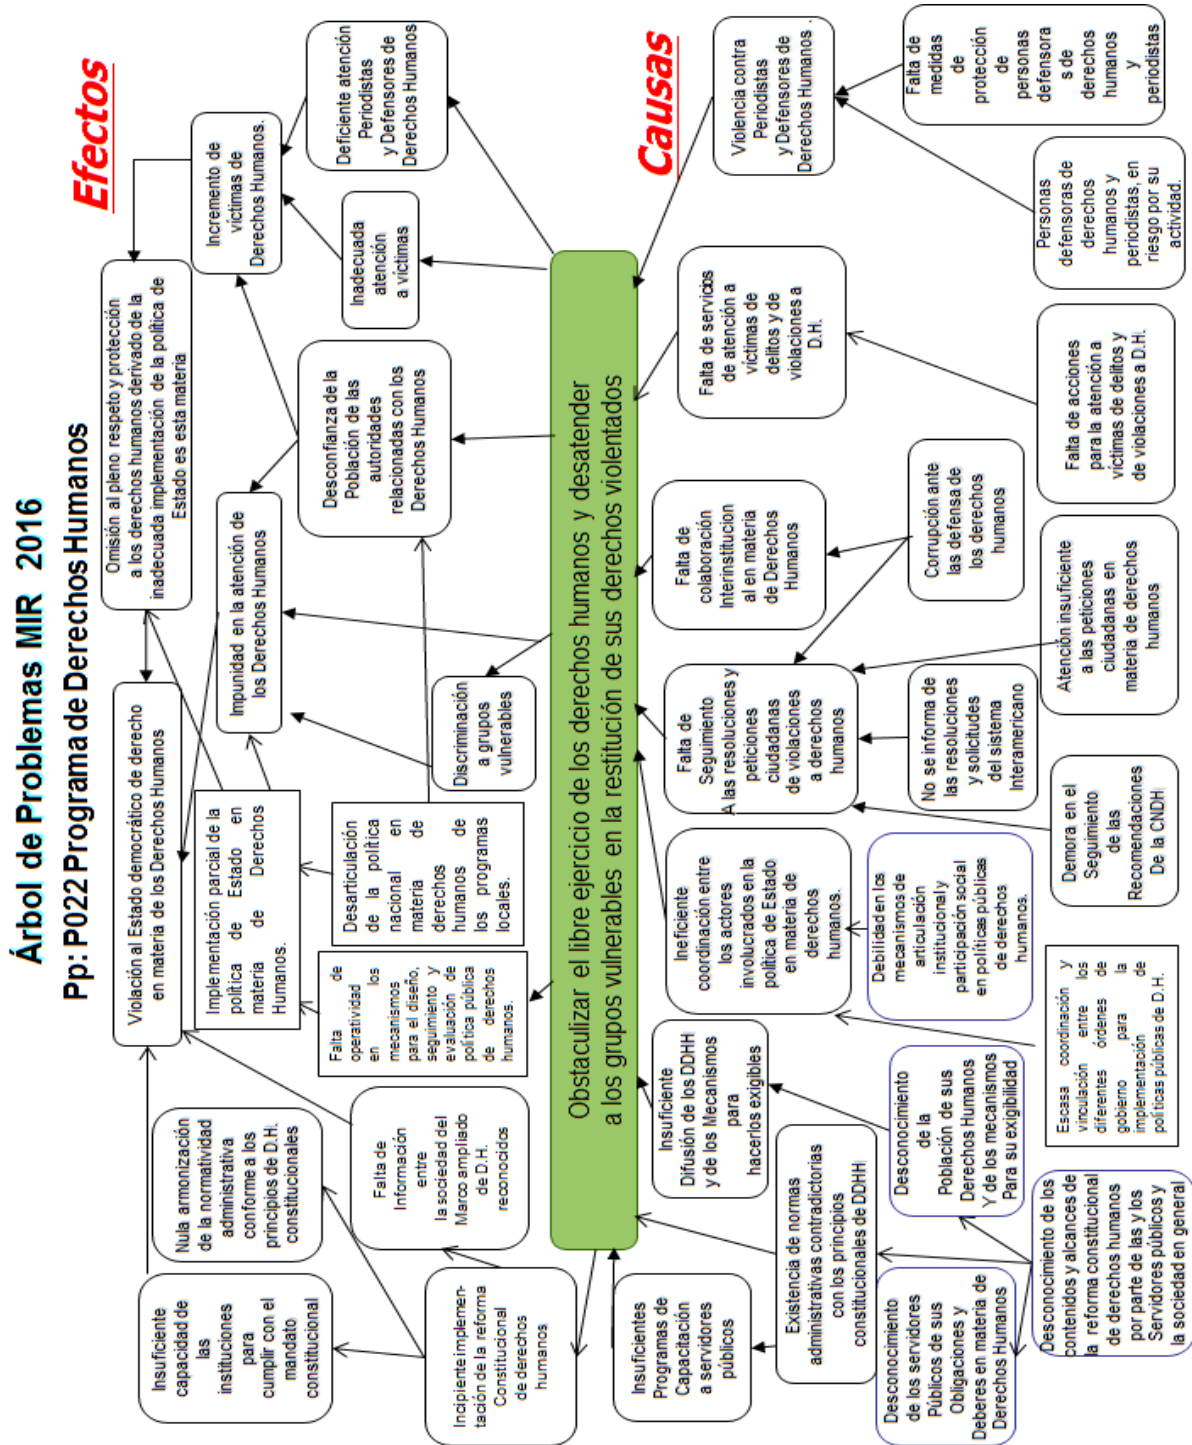 Árbol de Problemas MIR 2016
Pp: P022 Programa de Derechos Humanos
Efectos
Violación al Estado democrático de derecho
en materia de los Derechos Humanos
Omisión al pleno respeto y protección
a los derechos humanos derivado de la
inadecuada implementación de la política de
Estado es esta materia
Insuficiente
capacidad de
las
instituciones
para
cumplir con el
mandato
constitucional
Nula armonización
de la normatividad
administrativa
conforme a los
principios de D.H.
constitucionales
Implementación parcial de la
política de Estado en
materia de Derechos
Humanos.
Impunidad en la atención de
los Derechos Humanos
Incremento de
víctimas de
Derechos Humanos.
Incipiente implemen-
tación de la reforma
Constitucional
de derechos
humanos
Falta de
Información
entre
la sociedad del
Marco ampliado
de D.H.
reconocidos
Falta de
operatividad en los
mecanismos
para el diseño,
seguimiento y
evaluación de
política pública
de derechos
humanos.
Desarticulación
de la política
nacional en
materia de
derechos
humanos de
los programas
locales.
Discriminación
a grupos
vulnerables
Desconfianza de la
Población de las
autoridades
relacionadas con los
Derechos Humanos
Inadecuada
atención
a víctimas
Deficiente atención
Periodistas
y Defensores de
Derechos Humanos
Obstaculizar el libre ejercicio de los derechos humanos y desatender
a los grupos vulnerables en la restitución de sus derechos violentados
Causas
Insuficientes
Programas de
Capacitación
a servidores
públicos
Insuficiente
Difusión de los DDHH
y de los Mecanismos
para
hacerlos exigibles
Ineficiente
coordinación entre
los actores
involucrados en la
política de Estado
en materia de
derechos
humanos.
Falta de
Seguimiento
A las resoluciones y
peticiones
ciudadanas
de violaciones
a derechos
humanos
Falta de
colaboración
Interinstitucion
al en materia
de Derechos
Humanos
Falta de servicios
de atención a
víctimas de
delitos y de
violaciones a
D.H.
Violencia contra
Periodistas
y Defensores de
Derechos Humanos .
Existencia de normas
administrativas contradictorias
con los principios
constitucionales de DDHH
Desconocimiento
de los servidores
Públicos de sus
Obligaciones y
Deberes en materia de
Derechos Humanos
Desconocimiento
de la
Población de sus
Derechos Humanos
Y de los mecanismos
Para su exigibilidad
Debilidad en los
mecanismos de
articulación
institucional y
participación social
en políticas públicas
de derechos
humanos.
No se informa de
las resoluciones
y solicitudes
del sistema
Interamericano
Corrupción ante
las defensa de
los derechos
humanos
Falta de
medidas
de
protección
de
personas
defensora
s de
derechos
humanos
y
periodistas
Desconocimiento de los
contenidos y alcances de
la reforma constitucional
de derechos humanos
por parte de las y los
Servidores públicos y
la sociedad en general
Escasa coordinación y
vinculación entre los
diferentes órdenes de
gobierno para la
implementación de
políticas públicas de D.H.
Demora en el
Seguimiento
de las
Recomendaciones
De la CNDH
Atención insuficiente
a las peticiones
ciudadanas en
materia de derechos
humanos
Falta de acciones
para la atención a
víctimas de delitos y
de violaciones a D.H.
Personas
defensoras de
derechos
humanos y
periodistas, en
riesgo por su
actividad.